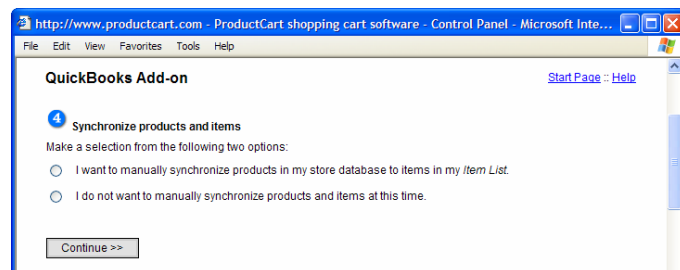 http://www.productcart.com - ProductCart shopping cart software - Control Panel - Microsoft Inte...
File Edit View Favorites Tools Help
QuickBooks Add-on
Start Page :: Help
4 Synchronize products and items
Make a selection from the following two options:
I want to manually synchronize products in my store database to items in my Item List.
I do not want to manually synchronize products and items at this time.
Continue >>